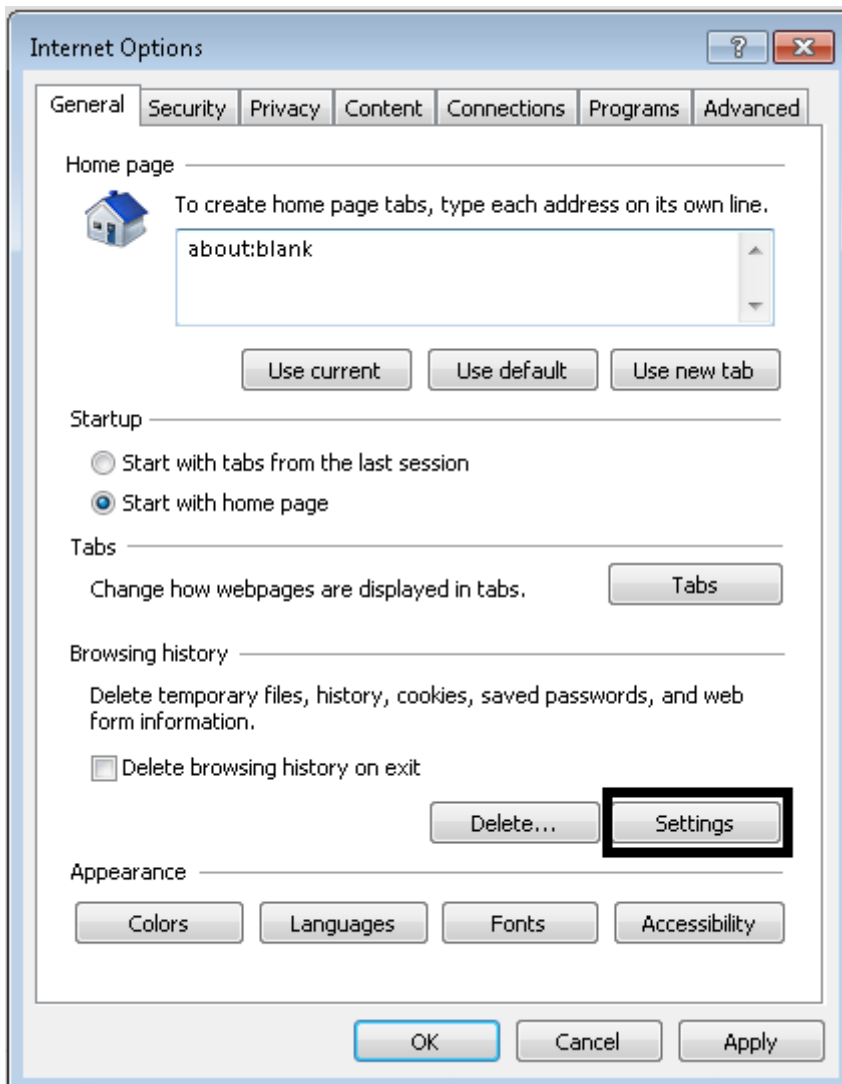 Internet Options
General Security Privacy Content Connections Programs Advanced
Home page
To create home page tabs, type each address on its own line.
about:blank
Use current Use default Use new tab
Startup
Start with tabs from the last session
Start with home page
Tabs
Change how webpages are displayed in tabs. Tabs
Browsing history
Delete temporary files, history, cookies, saved passwords, and web
form information.
Delete browsing history on exit
Delete... Settings
Appearance
Colors Languages Fonts Accessibility
OK Cancel Apply